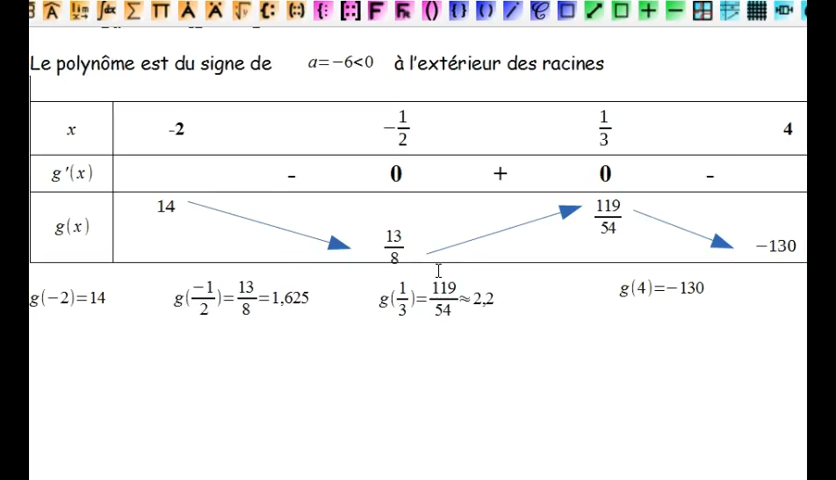 Le polynôme est du signe de a=−6<0 à l'extérieur des racines
x -2 −1/2 1/3 4
g'(x) - 0 + 0 -
g(x) 14 13/8 119/54 −130
g(−2)=14 g(−1/2)=13/8=1,625 g(1/3)=119/54≈2,2 g(4)=−130